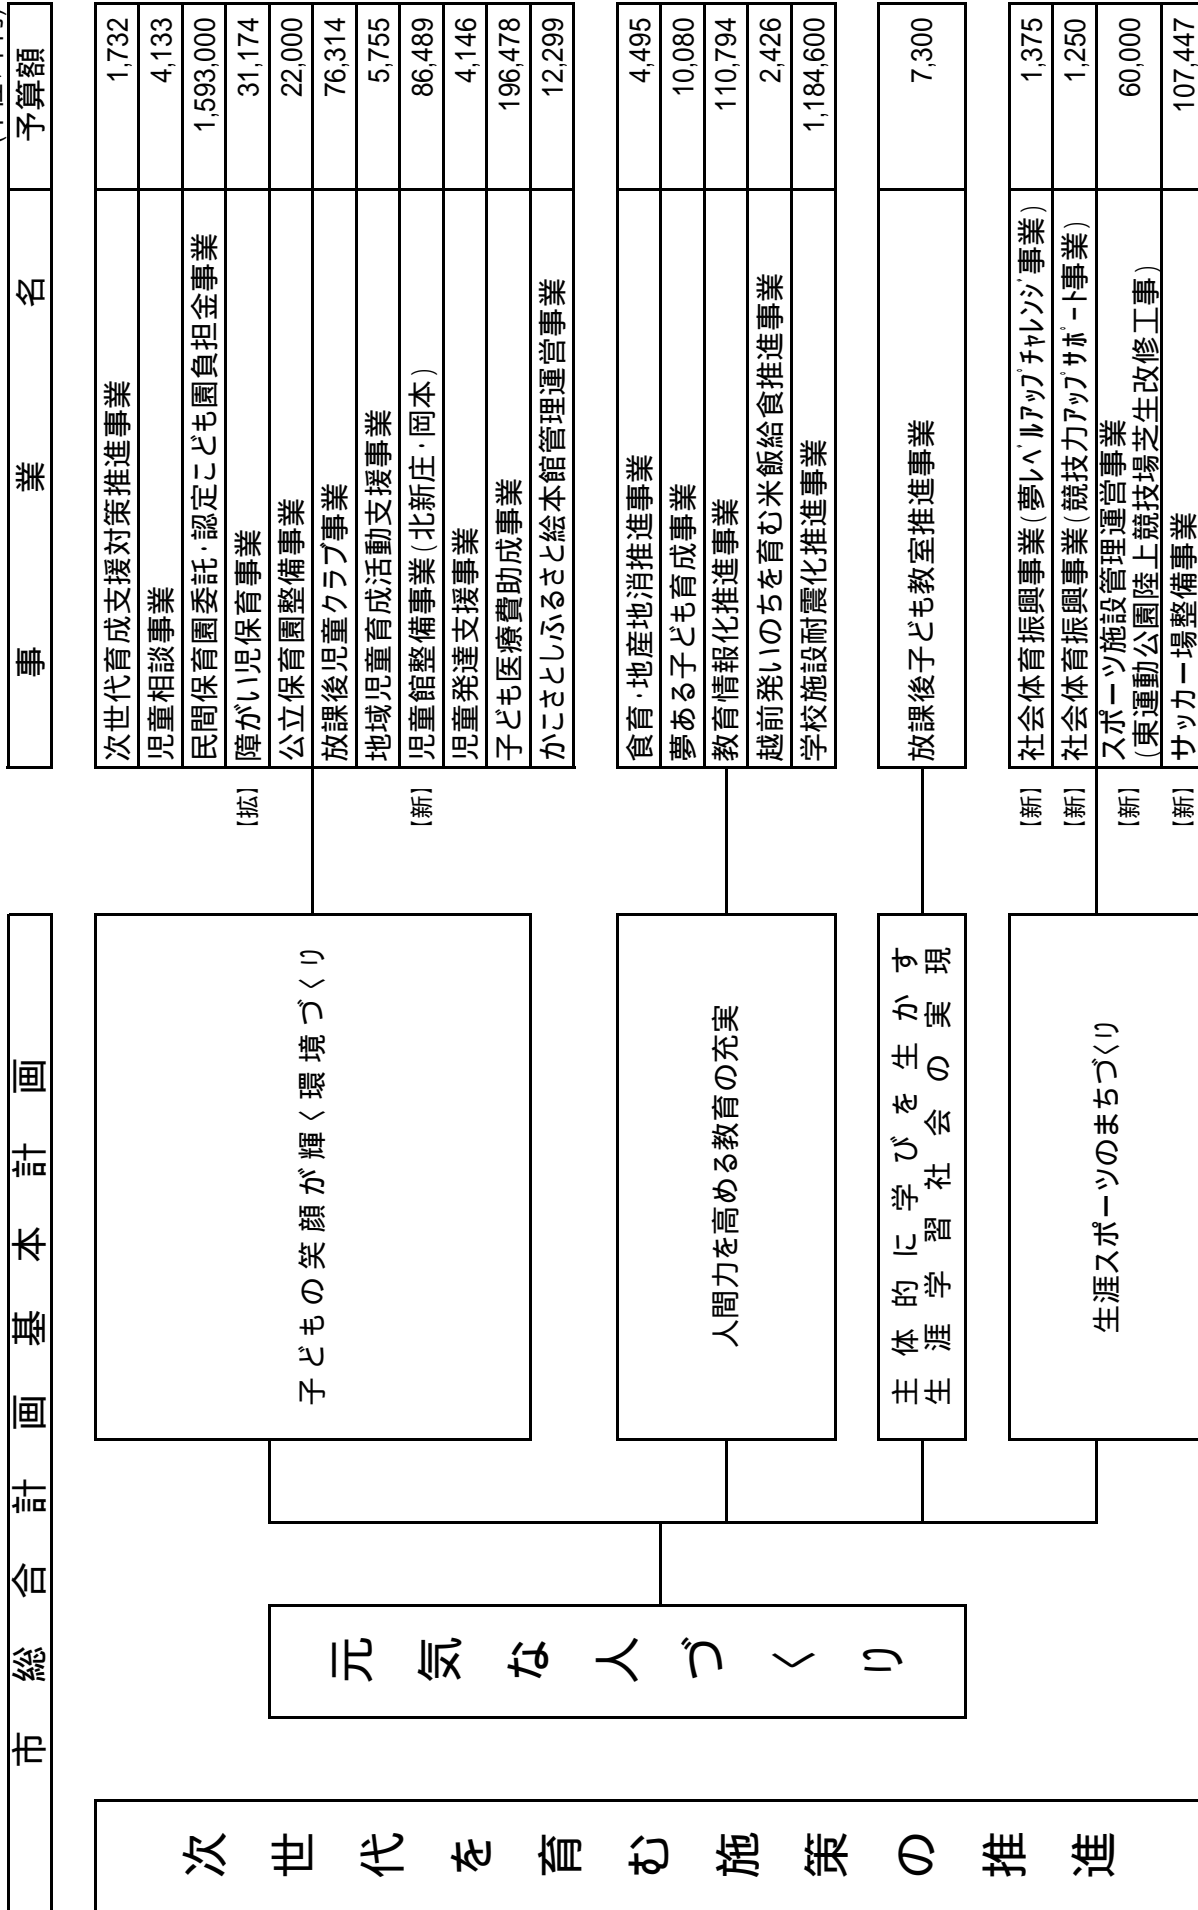 市総合計画基本計画
事業名
予算額
次世代を育む施策の推進
元気な人づくり
子どもの笑顔が輝く環境づくり
次世代育成支援対策推進事業 1,732
児童相談事業 4,133
民間保育園委託・認定こども園負担金事業 1,593,000
【拡】 障がい児保育事業 31,174
公立保育園整備事業 22,000
放課後児童クラブ事業 76,314
地域児童育成活動支援事業 5,755
【新】 児童館整備事業(北新庄・岡本) 86,489
児童発達支援事業 4,146
子ども医療費助成事業 196,478
かこさとしふるさと絵本館管理運営事業 12,299
人間力を高める教育の充実
食育・地産地消推進事業 4,495
夢ある子ども育成事業 10,080
教育情報化推進事業 110,794
越前発いのちを育む米飯給食推進事業 2,426
学校施設耐震化推進事業 1,184,600
主体的に学びを生かす
生涯学習社会の実現
放課後子ども教室推進事業 7,300
生涯スポーツのまちづくり
【新】 社会体育振興事業(夢ﾚﾍﾞﾙｱｯﾌﾟﾁｬﾚﾝｼﾞ事業) 1,375
【新】 社会体育振興事業(競技力ｱｯﾌﾟｻﾎﾟｰﾄ事業) 1,250
【新】 スポーツ施設管理運営事業 60,000
(東運動公園陸上競技場芝生改修工事)
【新】 サッカー場整備事業 107,447